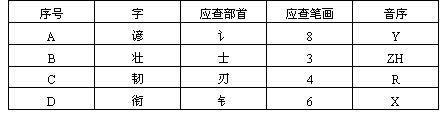 序号 字 应查部首 应查笔画 音序
A 谚 讠 8 Y
B 壮 士 3 ZH
C 韧 刃 4 R
D 衔 钅 6 X